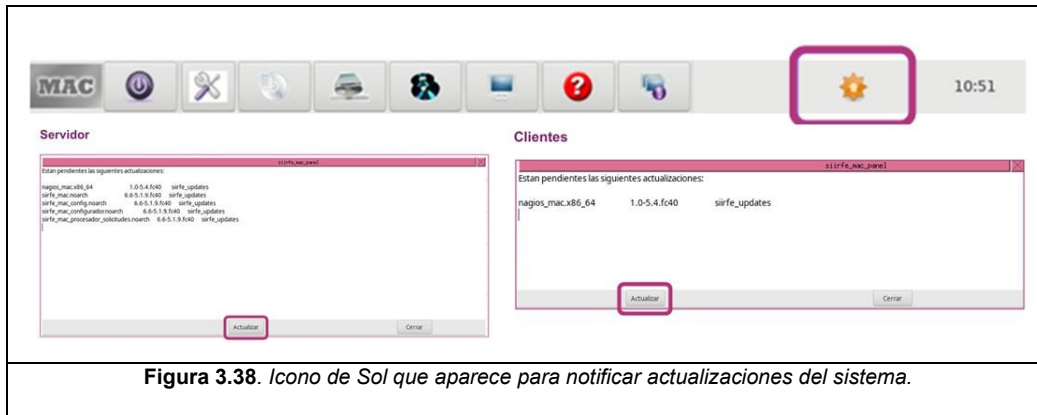 MAC 10:51
Servidor
siirfe_mac_panel
Estan pendientes las siguientes actualizaciones:
nagios_mac.x86_64 1.0-5.4.fc40 siirfe_updates
siirfe_mac.noarch 6.6-5.1.9.fc40 siirfe_updates
siirfe_mac_config.noarch 6.6-5.1.9.fc40 siirfe_updates
siirfe_mac_configurador.noarch 6.6-5.1.9.fc40 siirfe_updates
siirfe_mac_procesador_solicitudes.noarch 6.6-5.1.9.fc40 siirfe_updates
Actualizar Cerrar
Clientes
siirfe_mac_panel
Estan pendientes las siguientes actualizaciones:
nagios_mac.x86_64 1.0-5.4.fc40 siirfe_updates
Actualizar Cerrar
Figura 3.38. Icono de Sol que aparece para notificar actualizaciones del sistema.